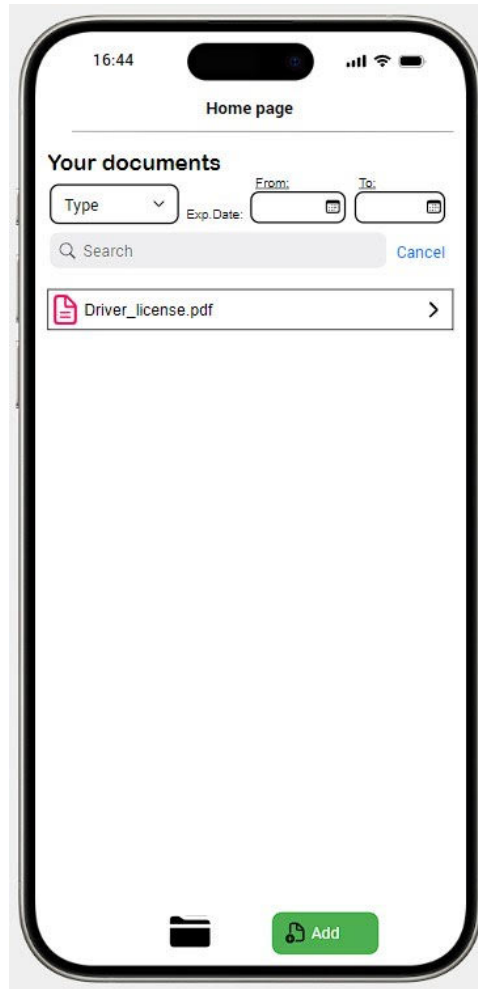 16:44
Home page
Your documents
From: To:
Type Exp.Date:
Search Cancel
Driver_license.pdf
Add